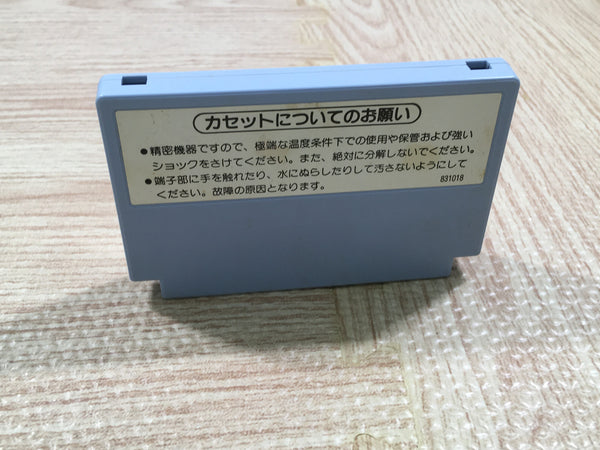 カセットについてのお願い
●精密機器ですので、極端な温度条件下での使用や保管および強い
ショックをさけてください。また、絶対に分解しないでください。
●端子部に手を触れたり、水にぬらしたりして汚さないようにして
ください。故障の原因となります。
831018